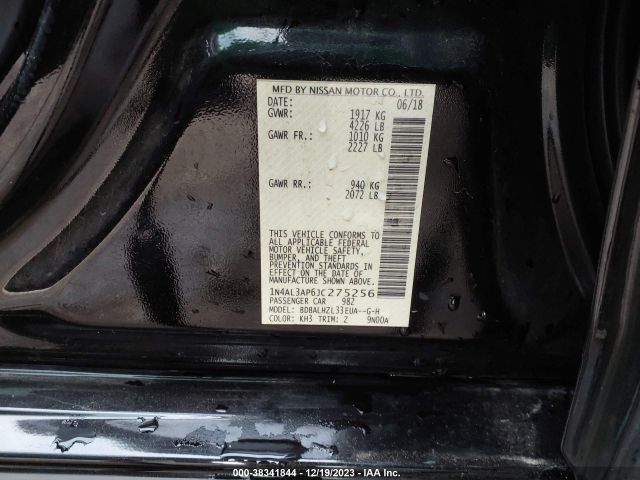 MFD BY NISSAN MOTOR CO., LTD.
DATE: 06/18
GVWR: 1917 KG
4226 LB
GAWR FR.: 1010 KG
2227 LB
GAWR RR.: 940 KG
2072 LB
THIS VEHICLE CONFORMS TO
ALL APPLICABLE FEDERAL
MOTOR VEHICLE SAFETY,
BUMPER, AND THEFT
PREVENTION STANDARDS IN
EFFECT ON THE DATE OF
MANUFACTURE SHOWN ABOVE.
1N4AL3AP6JC275256
PASSENGER CAR 982
MODEL: BDBALHZL33EUA--G-H
COLOR: KH3 TRIM: Z 9N00A
000-38341844 - 12/19/2023 - IAA Inc.